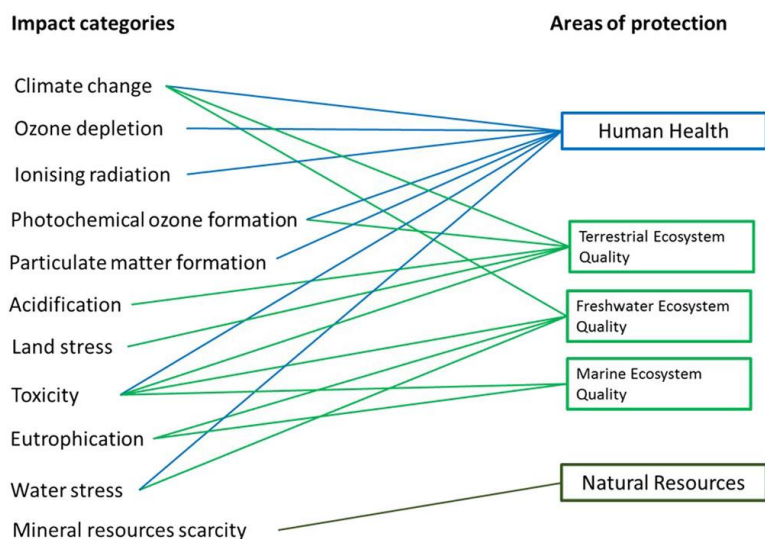 Impact categories
Areas of protection
Climate change
Ozone depletion
Ionising radiation
Photochemical ozone formation
Particulate matter formation
Acidification
Land stress
Toxicity
Eutrophication
Water stress
Mineral resources scarcity
Human Health
Terrestrial Ecosystem
Quality
Freshwater Ecosystem
Quality
Marine Ecosystem
Quality
Natural Resources